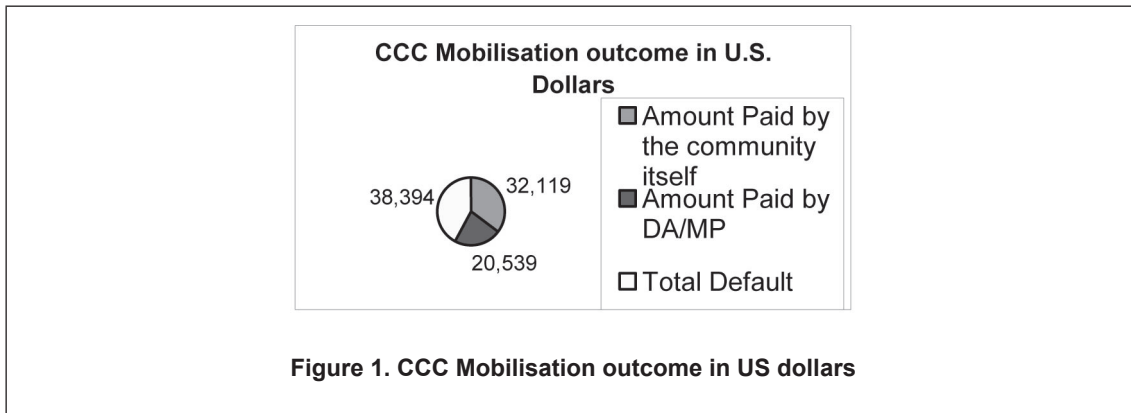 CCC Mobilisation outcome in U.S.
Dollars
38,394
32,119
20,539
Amount Paid by
the community
itself
Amount Paid by
DA/MP
Total Default
Figure 1. CCC Mobilisation outcome in US dollars